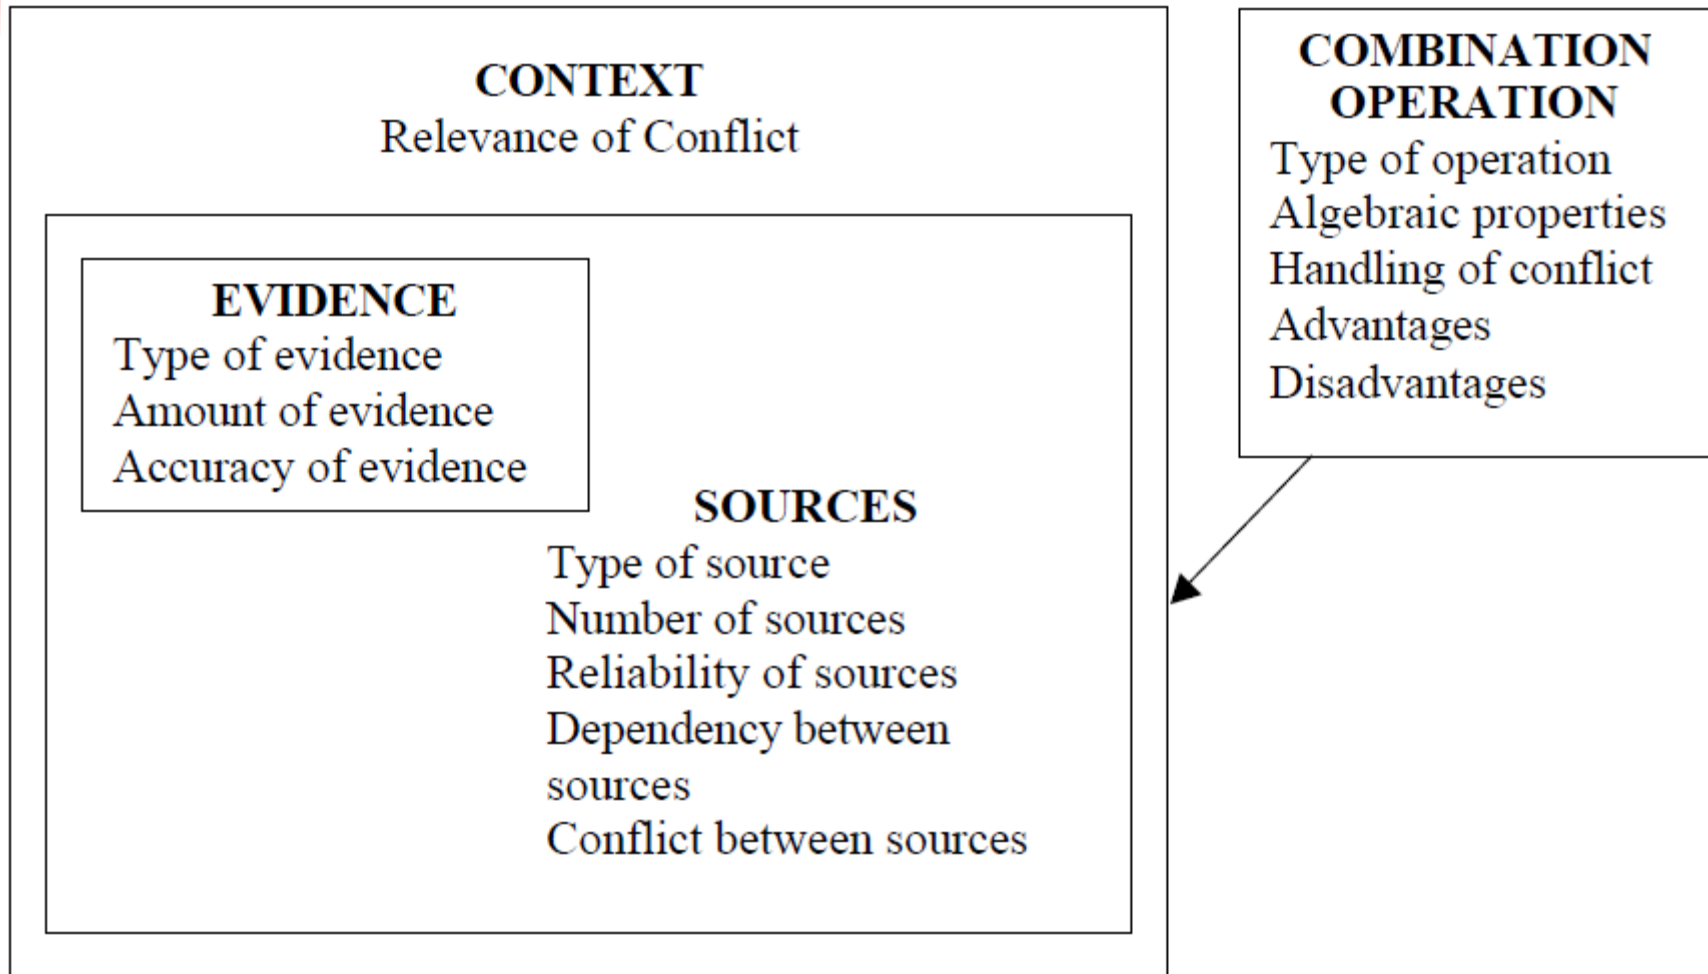 CONTEXT
Relevance of Conflict
EVIDENCE
Type of evidence
Amount of evidence
Accuracy of evidence
SOURCES
Type of source
Number of sources
Reliability of sources
Dependency between
sources
Conflict between sources
COMBINATION
OPERATION
Type of operation
Algebraic properties
Handling of conflict
Advantages
Disadvantages